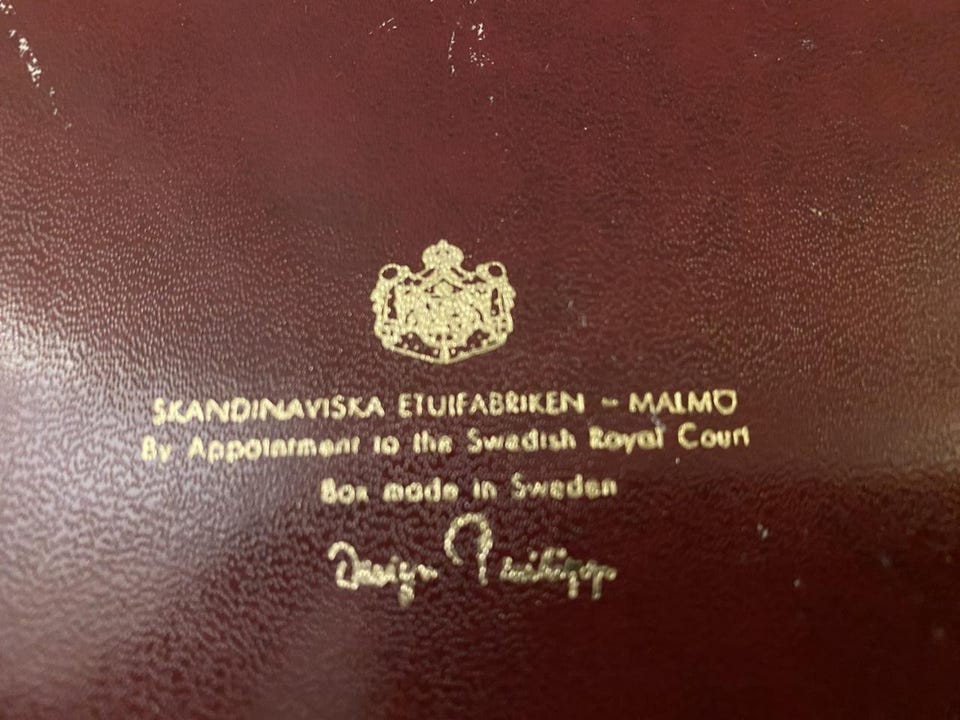 SKANDINAVISKA ETUIFABRIKEN – MALMÖ
By Appointment to the Swedish Royal Court
Box made in Sweden
Design